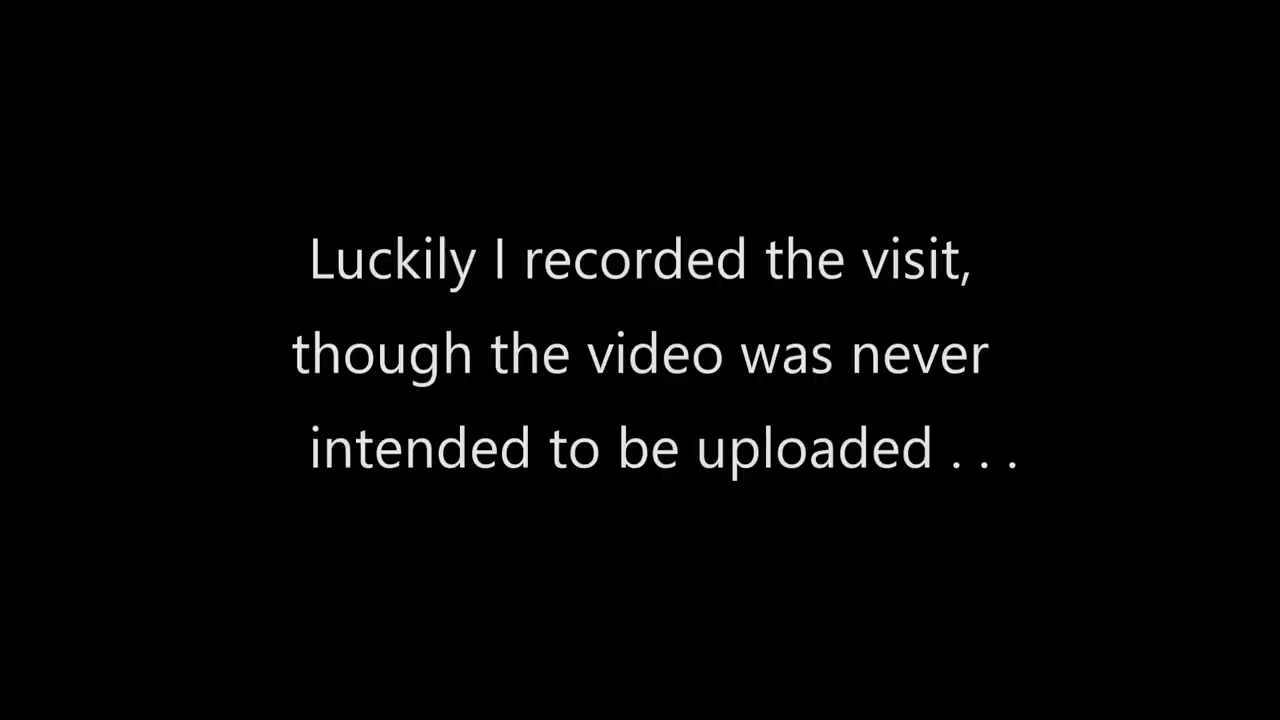 Luckily I recorded the visit,
though the video was never
intended to be uploaded . . .